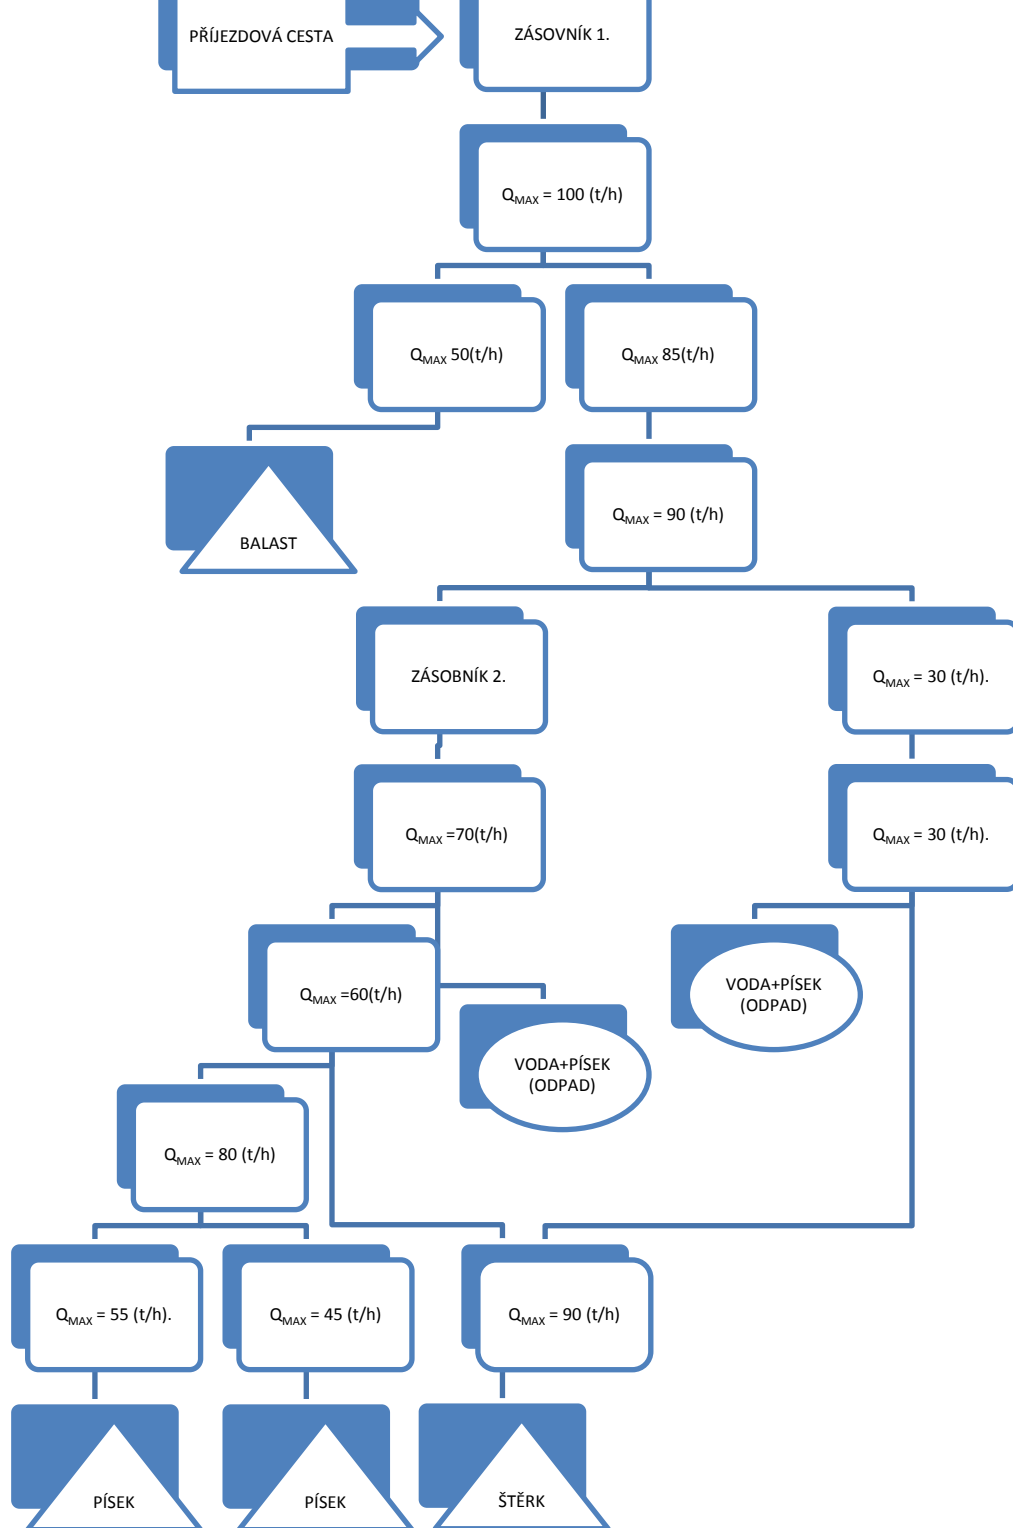 PŘÍJEZDOVÁ CESTA
ZÁSOVNÍK 1.
QMAX = 100 (t/h)
QMAX 50(t/h)
QMAX 85(t/h)
BALAST
QMAX = 90 (t/h)
ZÁSOBNÍK 2.
QMAX = 30 (t/h).
QMAX =70(t/h)
QMAX = 30 (t/h).
QMAX =60(t/h)
VODA+PÍSEK
(ODPAD)
VODA+PÍSEK
(ODPAD)
QMAX = 80 (t/h)
QMAX = 55 (t/h).
QMAX = 45 (t/h)
QMAX = 90 (t/h)
PÍSEK
PÍSEK
ŠTĚRK